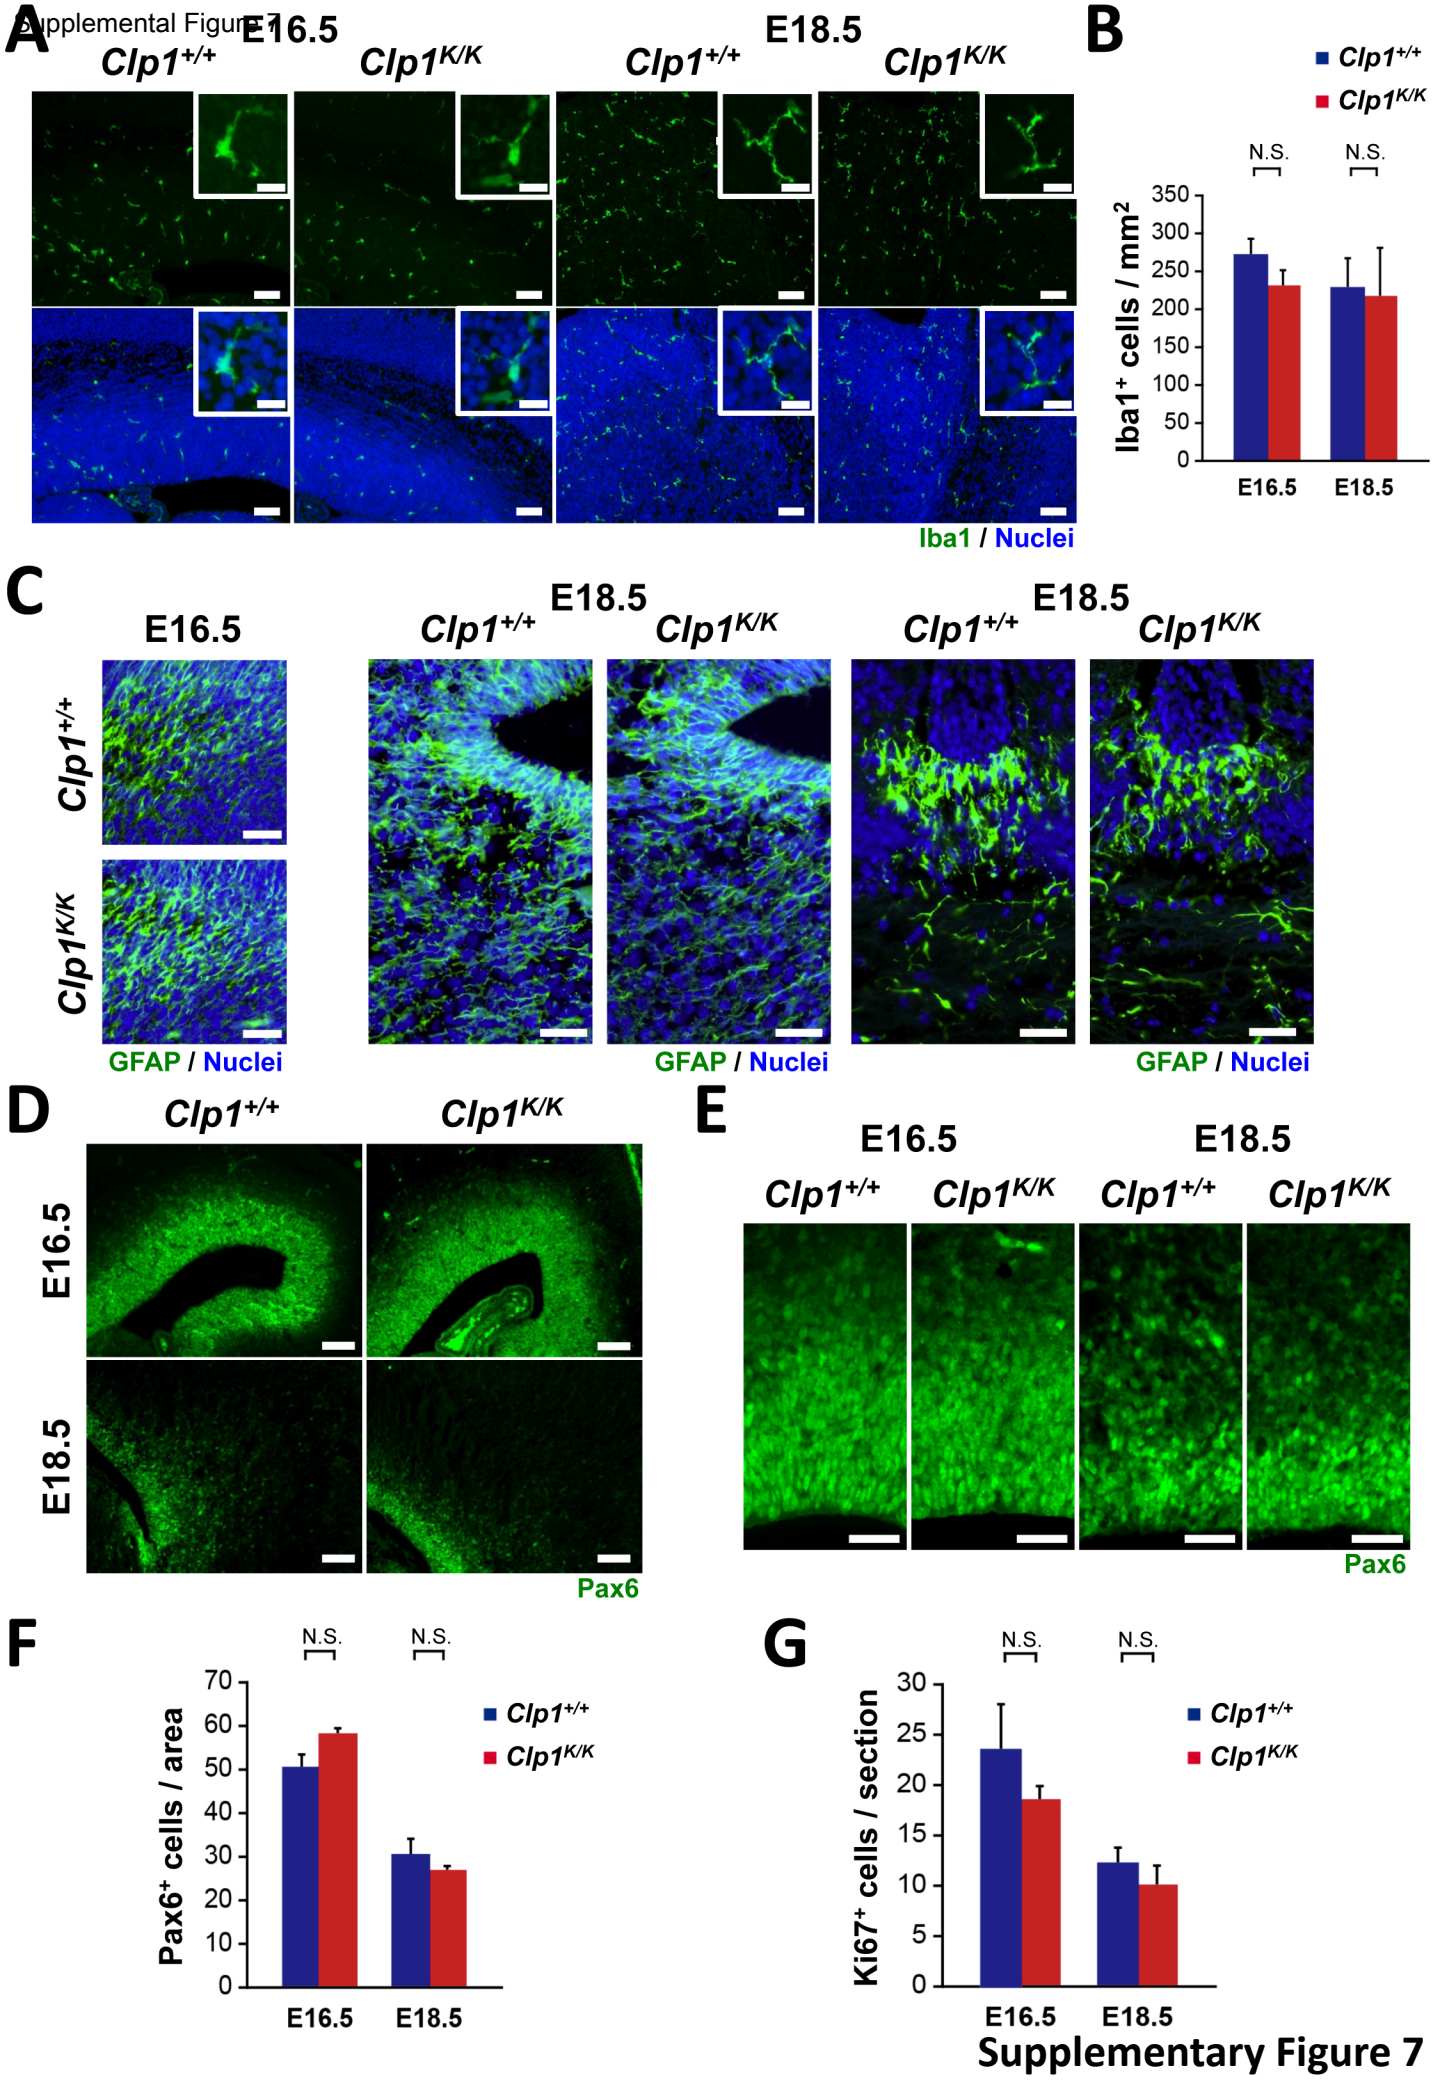 Supplemental Figure 7
A
E16.5 E18.5
Clp1+/+ Clp1K/K Clp1+/+ Clp1K/K
Iba1 / Nuclei
B
Clp1+/+
Clp1K/K
N.S. N.S.
350
300
250
200
150
100
50
0
Iba1+ cells / mm2
E16.5 E18.5
C
E16.5 E18.5 E18.5
Clp1+/+ Clp1K/K Clp1+/+ Clp1K/K
Clp1+/+
Clp1K/K
GFAP / Nuclei GFAP / Nuclei GFAP / Nuclei
D
Clp1+/+ Clp1K/K
E16.5
E18.5
Pax6
E
E16.5 E18.5
Clp1+/+ Clp1K/K Clp1+/+ Clp1K/K
Pax6
F
N.S. N.S.
70
60
50
40
30
20
10
0
Pax6+ cells / area
Clp1+/+
Clp1K/K
E16.5 E18.5
G
N.S. N.S.
30
25
20
15
10
5
0
Ki67+ cells / section
Clp1+/+
Clp1K/K
E16.5 E18.5
Supplementary Figure 7